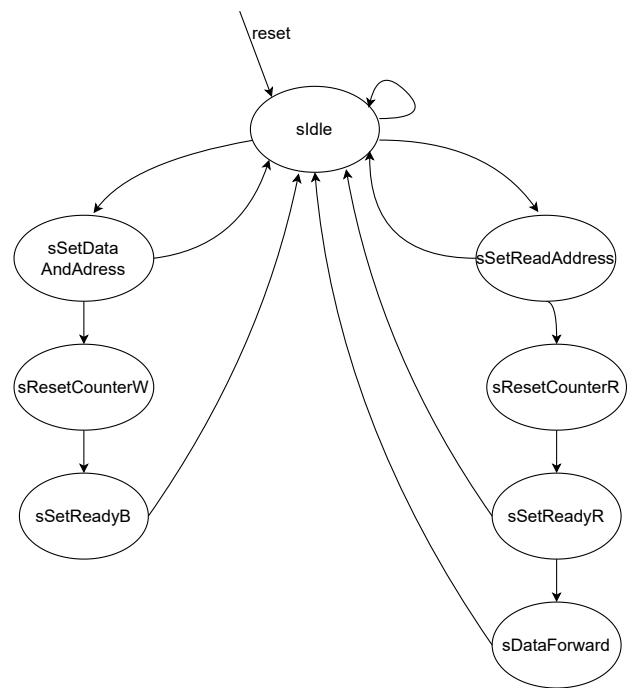 reset
sIdle
sSetData
AndAdress
sSetReadAddress
sResetCounterW
sResetCounterR
sSetReadyB
sSetReadyR
sDataForward